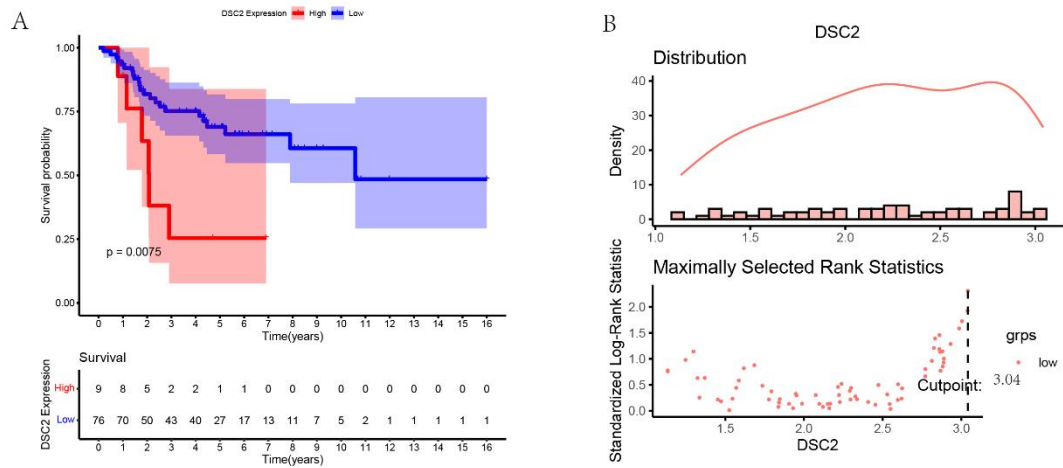 A
DSC2 Expression High Low
Survival probability
1.00
0.75
0.50
0.25
0.00
p = 0.0075
0 1 2 3 4 5 6 7 8 9 10 11 12 13 14 15 16
Time(years)
Survival
DSC2 Expression
High 9 8 5 2 2 1 1 0 0 0 0 0 0 0 0 0 0
Low 76 70 50 43 40 27 17 13 11 7 5 2 1 1 1 1 1
0 1 2 3 4 5 6 7 8 9 10 11 12 13 14 15 16
Time(years)
B
DSC2
Distribution
Density
40
30
20
10
0
1.0 1.5 2.0 2.5 3.0
Maximally Selected Rank Statistics
Standardized Log-Rank Statistic
2.0
1.5
1.0
0.5
0.0
Cutpoint: 3.04
grps
low
1.5 2.0 2.5 3.0
DSC2